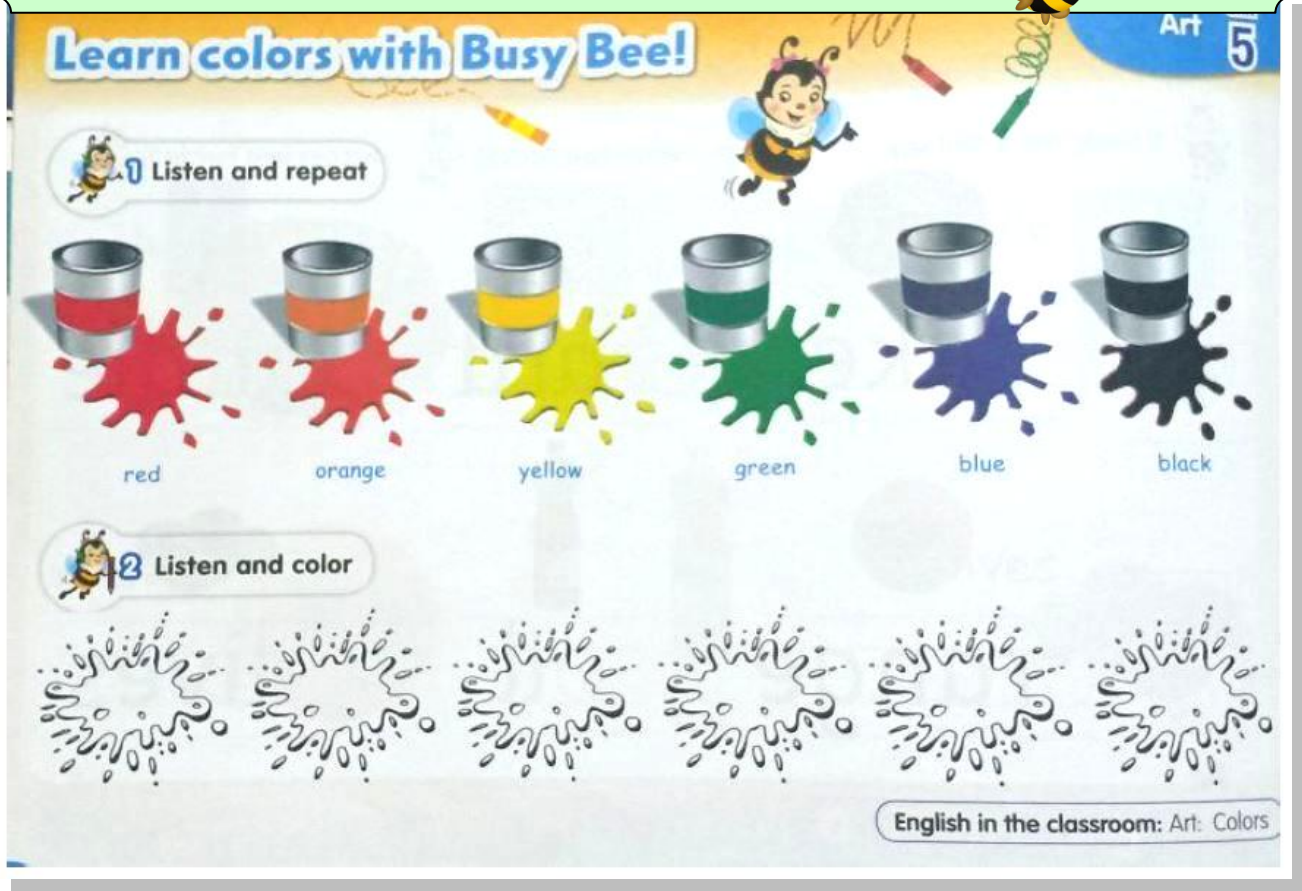 Learn colors with Busy Bee!
Art
5
1 Listen and repeat
red orange yellow green blue black
2 Listen and color
English in the classroom: Art: Colors